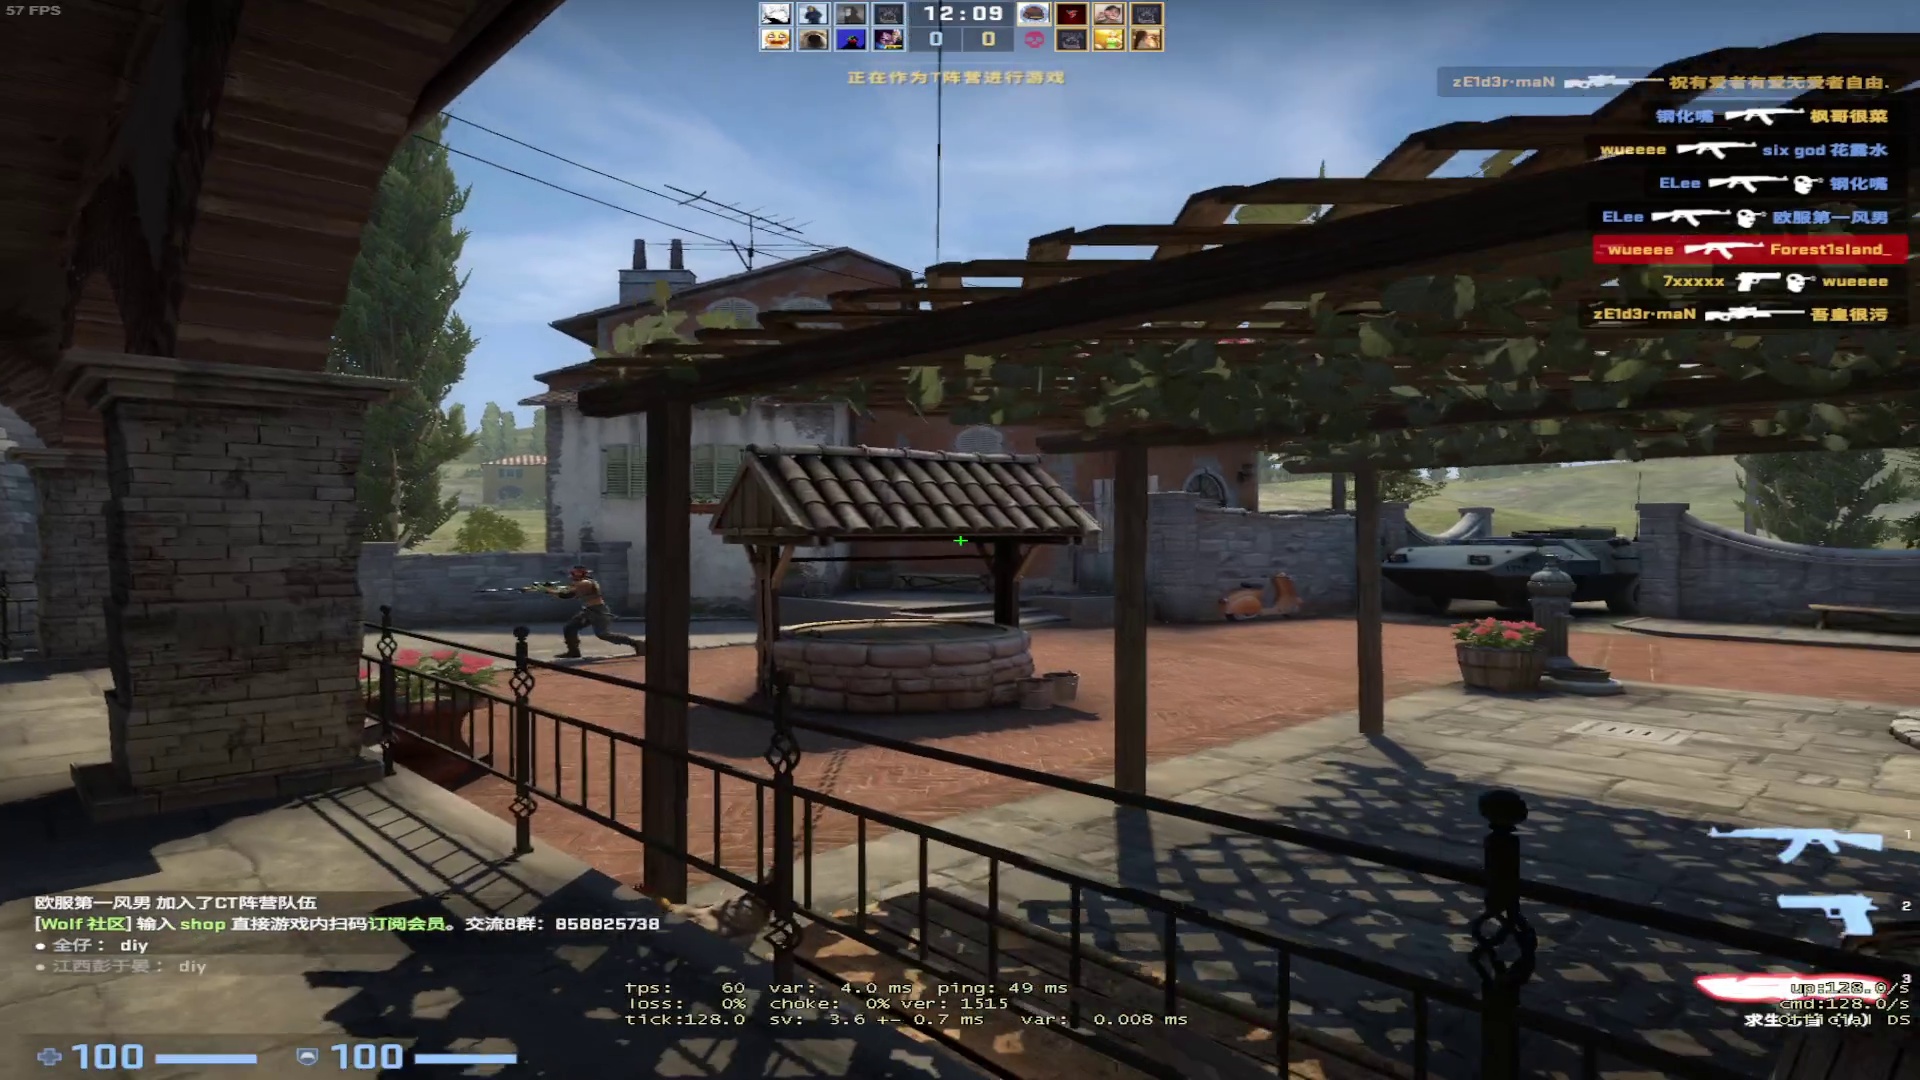 57 FPS
12:09
0 0
正在作为T阵营进行游戏
zE1d3r·maN 祝有爱者有爱无爱者自由.
钢化嘴 枫哥很菜
wueeee six god 花露水
ELee 钢化嘴
ELee 欧服第一风男
wueeee Forest1sland_
7xxxxx wueeee
zE1d3r·maN 吾皇很污
1
2
3
欧服第一风男 加入了CT阵营队伍
[Wolf 社区] 输入 shop 直接游戏内扫码订阅会员。交流8群：858825738
● 全仔： diy
● 江西彭于晏： diy
tps: 60 var: 4.0 ms ping: 49 ms
loss: 0% choke: 0% ver: 1515
tick:128.0 sv: 3.6 +- 0.7 ms var: 0.008 ms
up:128.0/s
cmd:128.0/s
DS
100 100